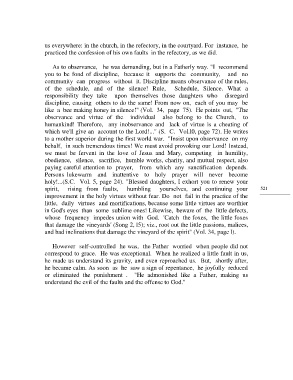 us everywhere: in the church, in the refectory, in the courtyard. For instance, he
practiced the confession of his own faults in the refectory, as we did.
As to observance, he was demanding, but in a Fatherly way. "I recommend
you to be fond of discipline, because it supports the community, and no
community can progress without it. Discipline means observance of the rules,
of the schedule, and of the silence! Rule, Schedule, Silence. What a
responsibility they take upon themselves those daughters who disregard
discipline, causing others to do the same! From now on, each of you may be
like a bee making honey in silence!" (Vol. 34, page 75). He points out, "The
observance and virtue of the individual also belong to the Church, to
humankind! Therefore, any inobservance and lack of virtue is a cheating of
which we'll give an account to the Lord!..." (S. C. Vol.10, page 72). He writes
to a mother superior during the first world war, "Insist upon observance on my
behalf, in such tremendous times! We must avoid provoking our Lord! Instead,
we must be fervent in the love of Jesus and Mary, competing in humility,
obedience, silence, sacrifice, humble works, charity, and mutual respect, also
paying careful attention to prayer, from which any sanctification depends.
Persons lukewarm and inattentive to holy prayer will never become
holy!...(S.C. Vol. 5, page 24). "Blessed daughters, I exhort you to renew your
spirit, rising from faults, humbling yourselves, and continuing your
improvement in the holy virtues without fear. Do not fail in the practice of the
little, daily virtues and mortifications, because some little virtues are worthier
in God's eyes than some sublime ones! Likewise, beware of the little defects,
whose frequency impedes union with God. 'Catch the foxes, the little foxes
that damage the vineyards' (Song 2, 15); viz., root out the little passions, malices,
and bad inclinations that damage the vineyard of the spirit" (Vol. 34, page 1).
However self-controlled he was, the Father worried when people did not
correspond to grace. He was exceptional. When he realized a little fault in us,
he made us understand its gravity, and even reproached us. But, shortly after,
he became calm. As soon as he saw a sign of repentance, he joyfully reduced
or eliminated the punishment. "He admonished like a Father, making us
understand the evil of the faults and the offense to God."
521